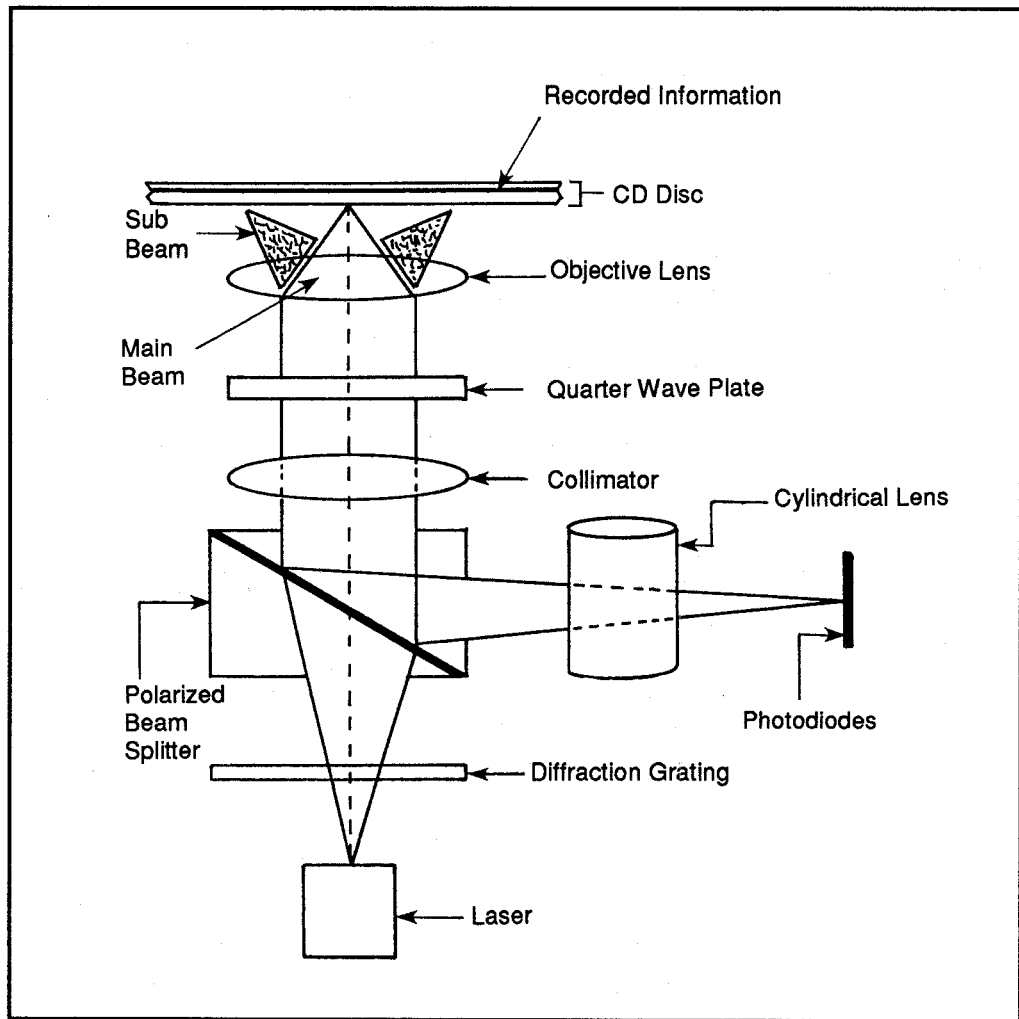 Recorded Information
CD Disc
Sub
Beam
Objective Lens
Main
Beam
Quarter Wave Plate
Collimator
Cylindrical Lens
Polarized
Beam
Splitter
Photodiodes
Diffraction Grating
Laser